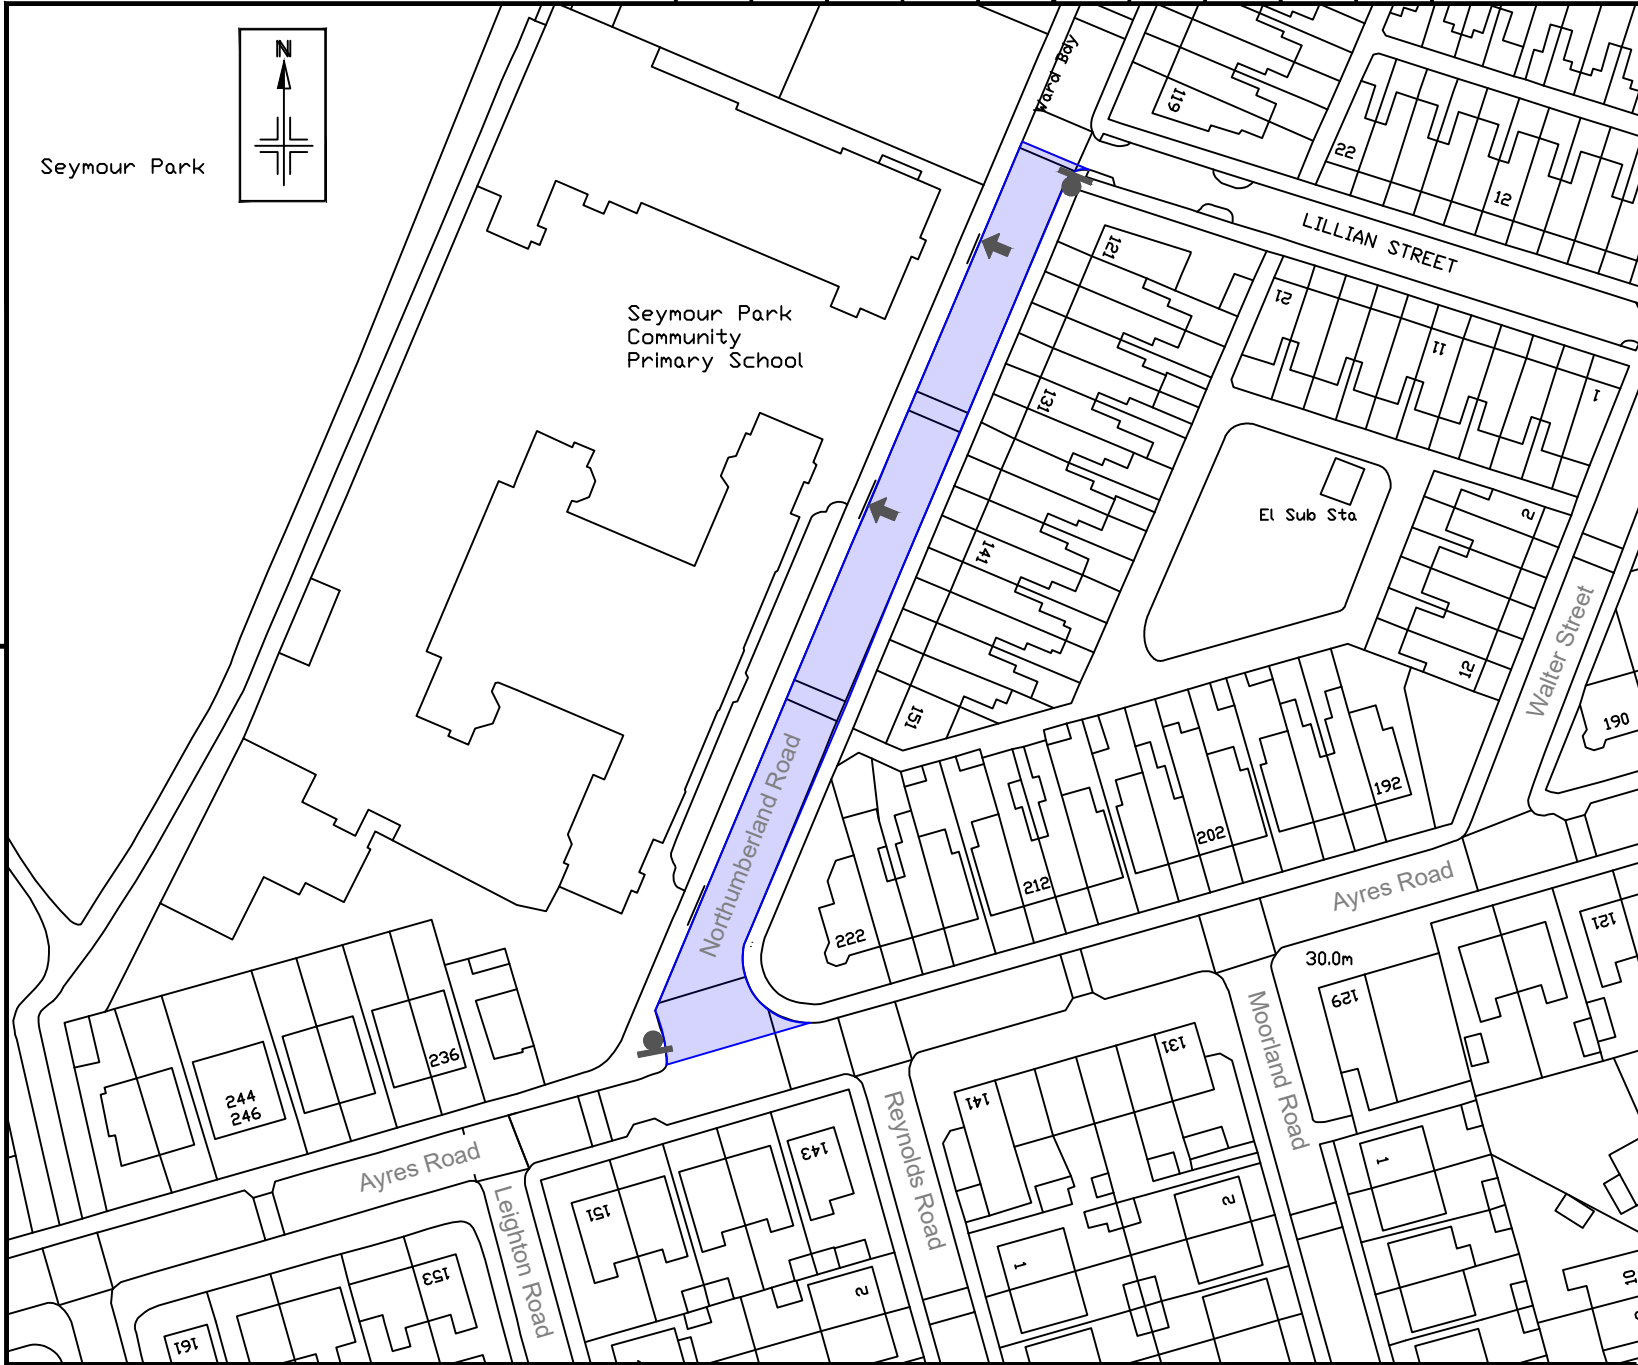 N
Ward Bdy
119
22
12
Seymour Park
LILLIAN STREET
121
21
11
1
Seymour Park
Community
Primary School
131
El Sub Sta
2
141
Walter Street
12
151
190
Northumberland Road
192
202
212
222
Ayres Road
121
30.0m
129
Moorland Road
236
244
246
131
141
Reynolds Road
143
Ayres Road
Leighton Road
151
1
2
1
153
2
161
10